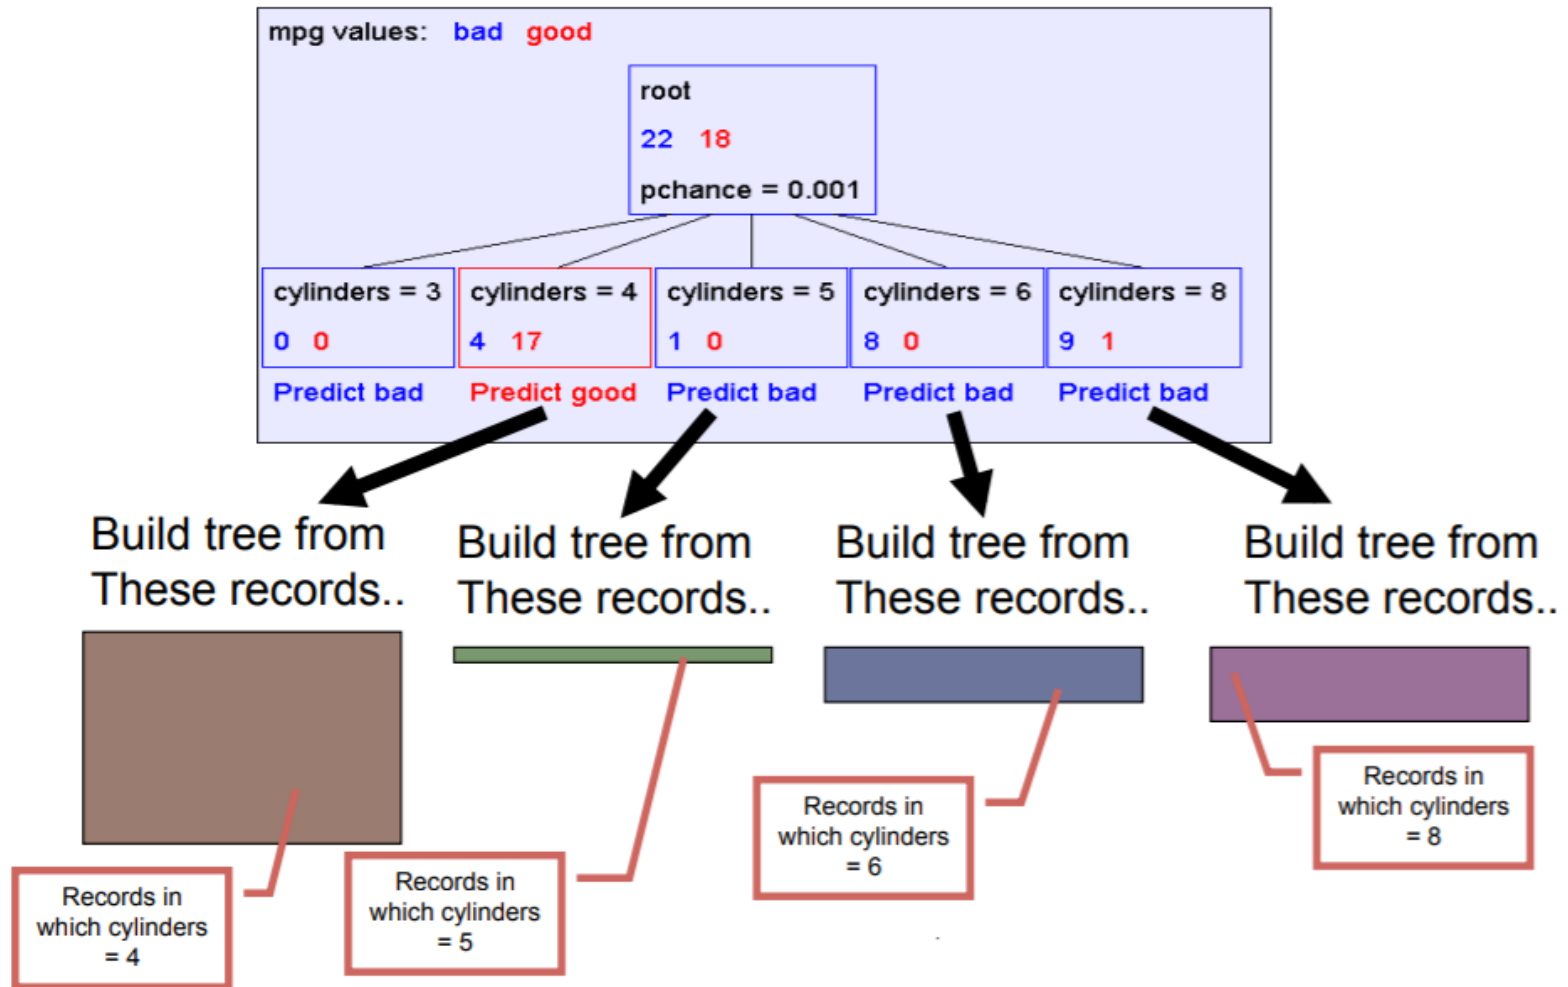 mpg values: bad good
root
22 18
pchance = 0.001
cylinders = 3
0 0
Predict bad
cylinders = 4
4 17
Predict good
cylinders = 5
1 0
Predict bad
cylinders = 6
8 0
Predict bad
cylinders = 8
9 1
Predict bad
Build tree from
These records..
Build tree from
These records..
Build tree from
These records..
Build tree from
These records..
Records in
which cylinders
= 4
Records in
which cylinders
= 5
Records in
which cylinders
= 6
Records in
which cylinders
= 8